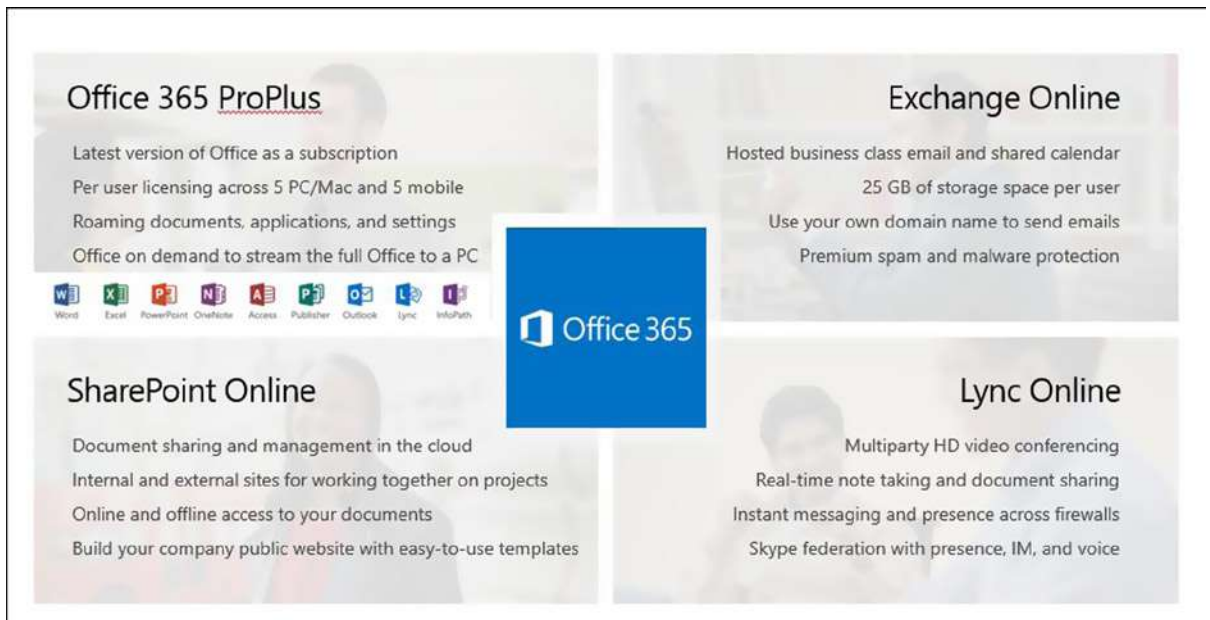 Office 365 ProPlus
Latest version of Office as a subscription
Per user licensing across 5 PC/Mac and 5 mobile
Roaming documents, applications, and settings
Office on demand to stream the full Office to a PC
Word Excel PowerPoint OneNote Access Publisher Outlook Lync InfoPath
Exchange Online
Hosted business class email and shared calendar
25 GB of storage space per user
Use your own domain name to send emails
Premium spam and malware protection
Office 365
SharePoint Online
Document sharing and management in the cloud
Internal and external sites for working together on projects
Online and offline access to your documents
Build your company public website with easy-to-use templates
Lync Online
Multiparty HD video conferencing
Real-time note taking and document sharing
Instant messaging and presence across firewalls
Skype federation with presence, IM, and voice